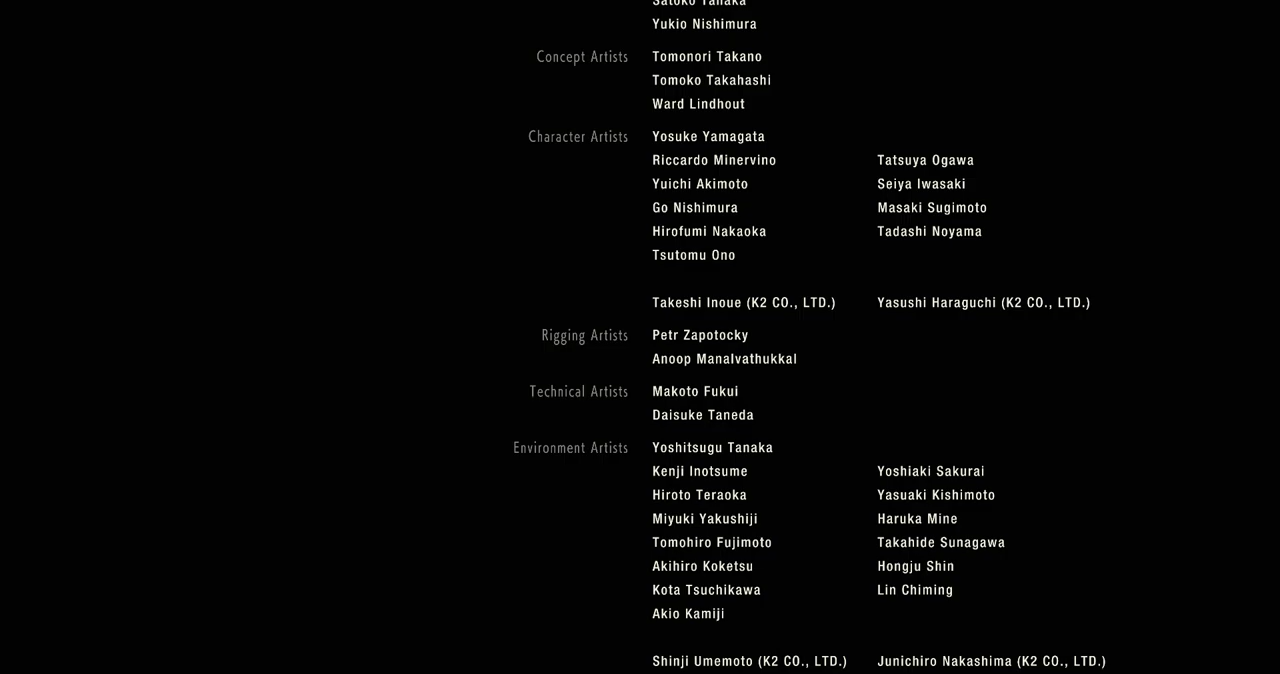 Satoko Tanaka
Yukio Nishimura
Concept Artists Tomonori Takano
Tomoko Takahashi
Ward Lindhout
Character Artists Yosuke Yamagata
Riccardo Minervino Tatsuya Ogawa
Yuichi Akimoto Seiya Iwasaki
Go Nishimura Masaki Sugimoto
Hirofumi Nakaoka Tadashi Noyama
Tsutomu Ono
Takeshi Inoue (K2 CO., LTD.) Yasushi Haraguchi (K2 CO., LTD.)
Rigging Artists Petr Zapotocky
Anoop Manalvathukkal
Technical Artists Makoto Fukui
Daisuke Taneda
Environment Artists Yoshitsugu Tanaka
Kenji Inotsume Yoshiaki Sakurai
Hiroto Teraoka Yasuaki Kishimoto
Miyuki Yakushiji Haruka Mine
Tomohiro Fujimoto Takahide Sunagawa
Akihiro Koketsu Hongju Shin
Kota Tsuchikawa Lin Chiming
Akio Kamiji
Shinji Umemoto (K2 CO., LTD.) Junichiro Nakashima (K2 CO., LTD.)